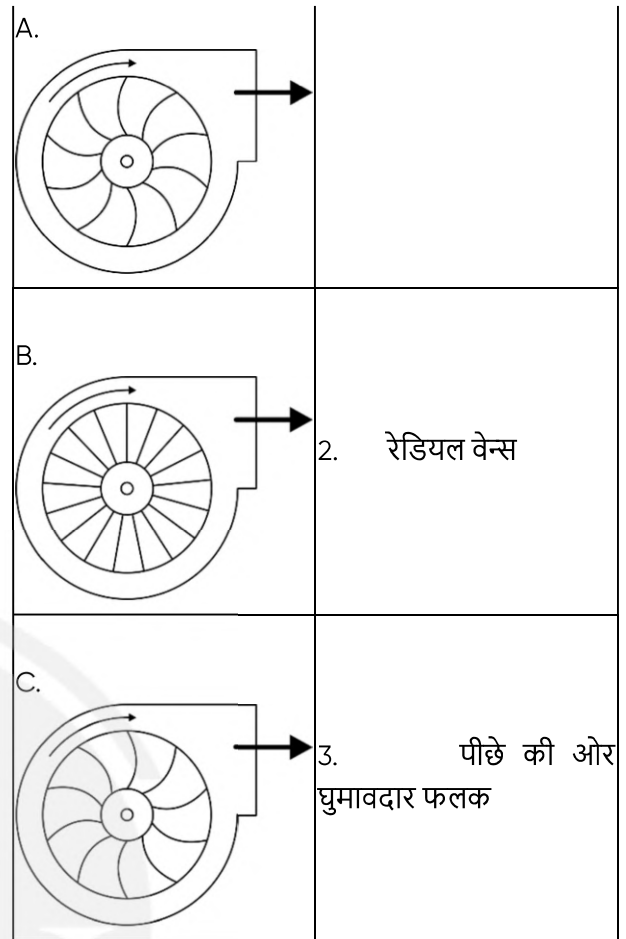 A.
B.
2. रेडियल वेन्स
C.
3. पीछे की ओर
घुमावदार फलक